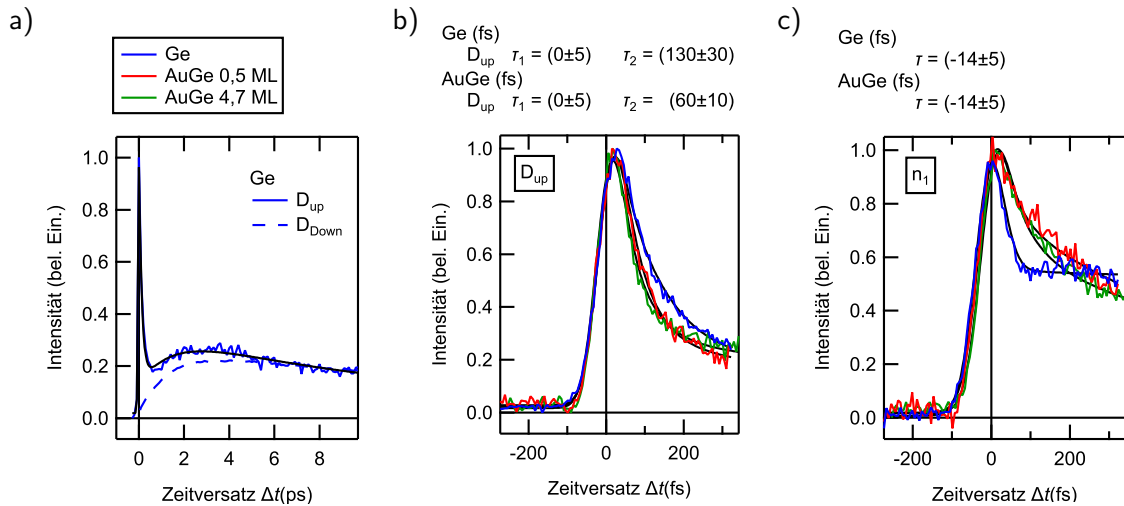 a)
Ge
AuGe 0,5 ML
AuGe 4,7 ML
Ge
D_up
D_Down
1.0
0.8
0.6
0.4
0.2
0.0
Intensität (bel. Ein.)
0 2 4 6 8
Zeitversatz Δt(ps)
b)
Ge (fs)
D_up τ₁ = (0±5) τ₂ = (130±30)
AuGe (fs)
D_up τ₁ = (0±5) τ₂ = (60±10)
D_up
1.0
0.8
0.6
0.4
0.2
0.0
Intensität (bel. Ein.)
-200 0 200
Zeitversatz Δt(fs)
c)
Ge (fs)
τ = (-14±5)
AuGe (fs)
τ = (-14±5)
n₁
1.0
0.8
0.6
0.4
0.2
0.0
Intensität (bel. Ein.)
-200 0 200
Zeitversatz Δt(fs)